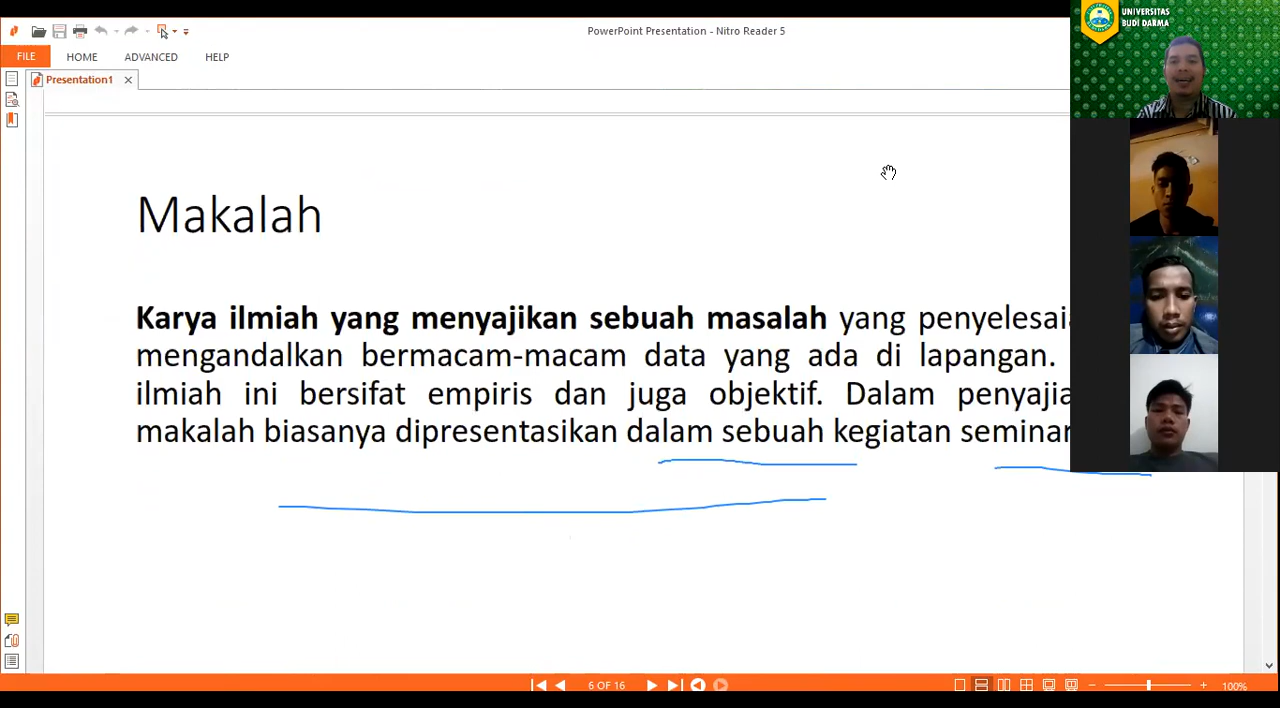 PowerPoint Presentation - Nitro Reader 5
UNIVERSITAS
BUDI DARMA
FILE HOME ADVANCED HELP
Presentation1
Makalah
Karya ilmiah yang menyajikan sebuah masalah yang
mengandalkan bermacam-macam data yang ada di lapangan.
ilmiah ini bersifat empiris dan juga objektif. Dalam
makalah biasanya dipresentasikan dalam sebuah kegiatan seminar
6 OF 16
100%